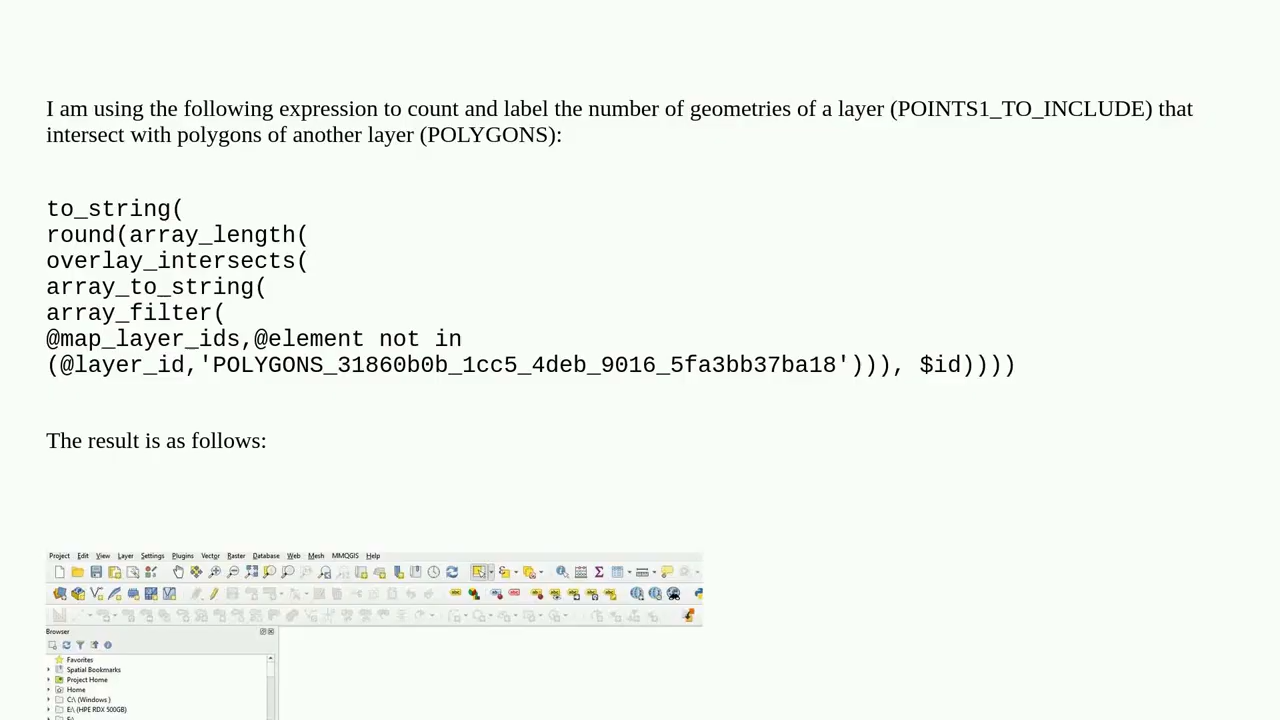 I am using the following expression to count and label the number of geometries of a layer (POINTS1_TO_INCLUDE) that
intersect with polygons of another layer (POLYGONS):
to_string(
round(array_length(
overlay_intersects(
array_to_string(
array_filter(
@map_layer_ids,@element not in
(@layer_id,'POLYGONS_31860b0b_1cc5_4deb_9016_5fa3bb37ba18'))), $id))))
The result is as follows:
Project Edit View Layer Settings Plugins Vector Raster Database Web Mesh MMQGIS Help
Browser
Favorites
Spatial Bookmarks
Project Home
Home
C:\ (Windows )
E:\ (HPE RDX 500GB)